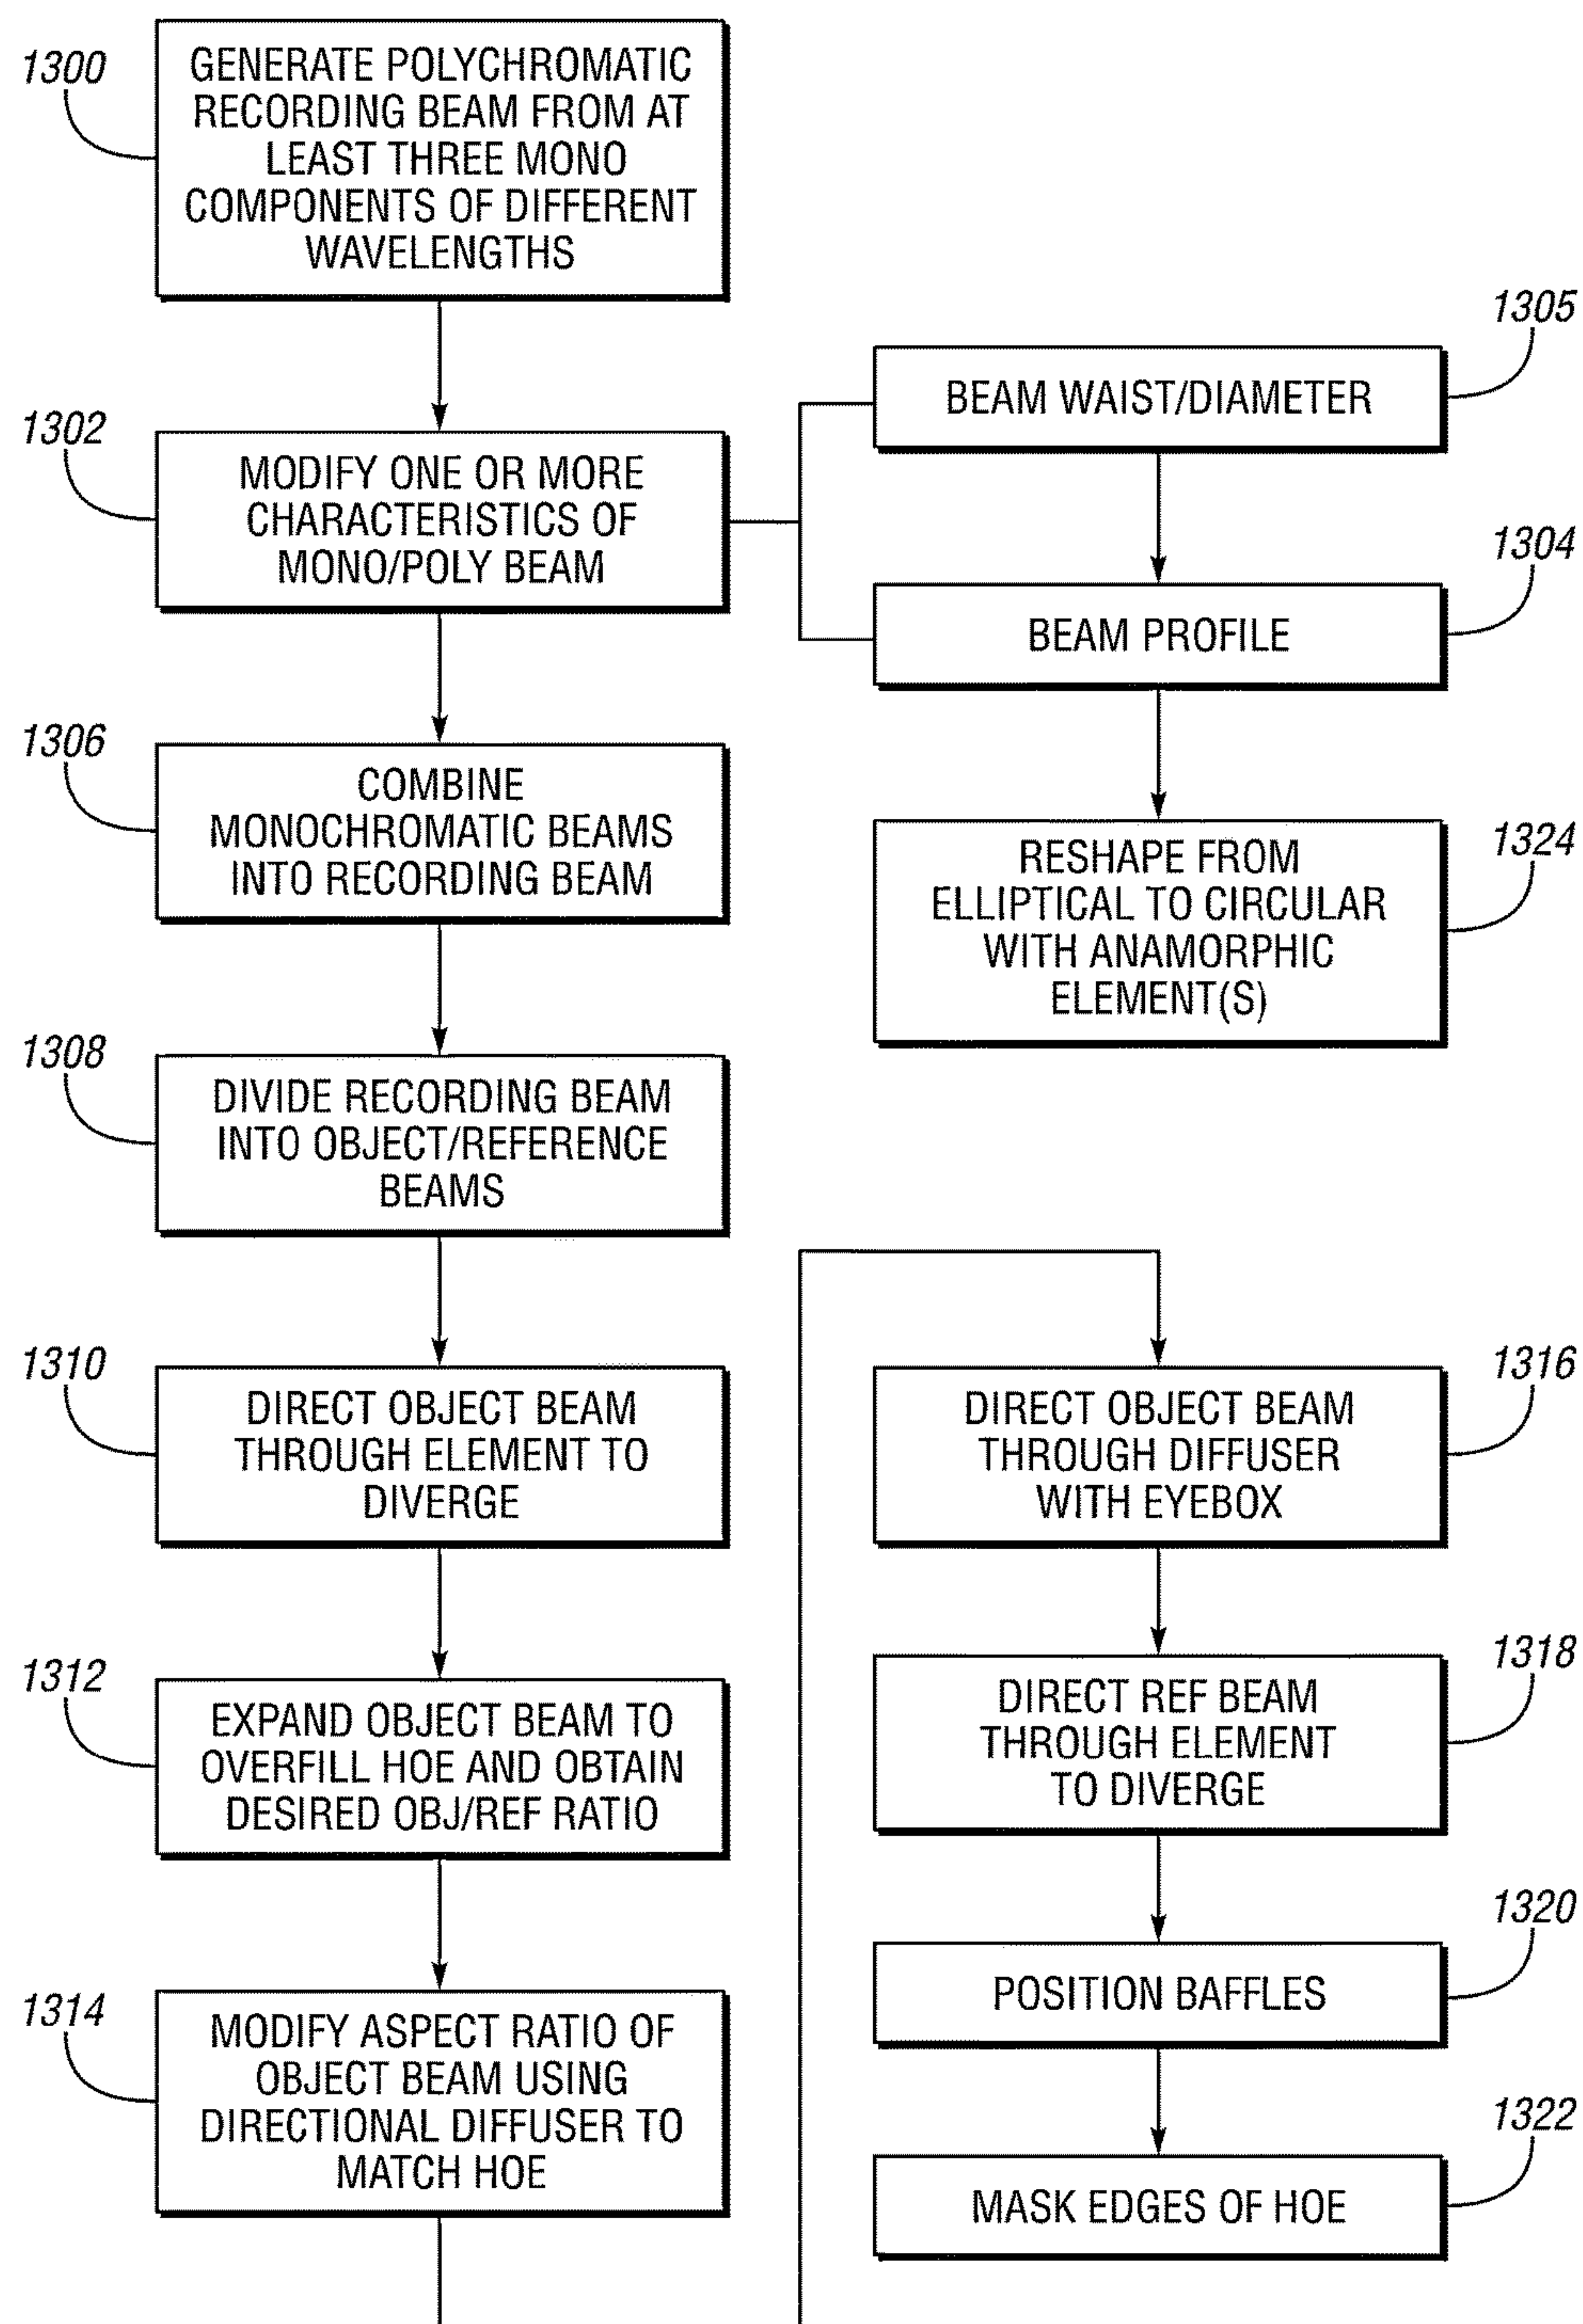 1300
GENERATE POLYCHROMATIC
RECORDING BEAM FROM AT
LEAST THREE MONO
COMPONENTS OF DIFFERENT
WAVELENGTHS
1302
MODIFY ONE OR MORE
CHARACTERISTICS OF
MONO/POLY BEAM
1305
BEAM WAIST/DIAMETER
1304
BEAM PROFILE
1324
RESHAPE FROM
ELLIPTICAL TO CIRCULAR
WITH ANAMORPHIC
ELEMENT(S)
1306
COMBINE
MONOCHROMATIC BEAMS
INTO RECORDING BEAM
1308
DIVIDE RECORDING BEAM
INTO OBJECT/REFERENCE
BEAMS
1310
DIRECT OBJECT BEAM
THROUGH ELEMENT TO
DIVERGE
1312
EXPAND OBJECT BEAM TO
OVERFILL HOE AND OBTAIN
DESIRED OBJ/REF RATIO
1314
MODIFY ASPECT RATIO OF
OBJECT BEAM USING
DIRECTIONAL DIFFUSER TO
MATCH HOE
1316
DIRECT OBJECT BEAM
THROUGH DIFFUSER
WITH EYEBOX
1318
DIRECT REF BEAM
THROUGH ELEMENT
TO DIVERGE
1320
POSITION BAFFLES
1322
MASK EDGES OF HOE